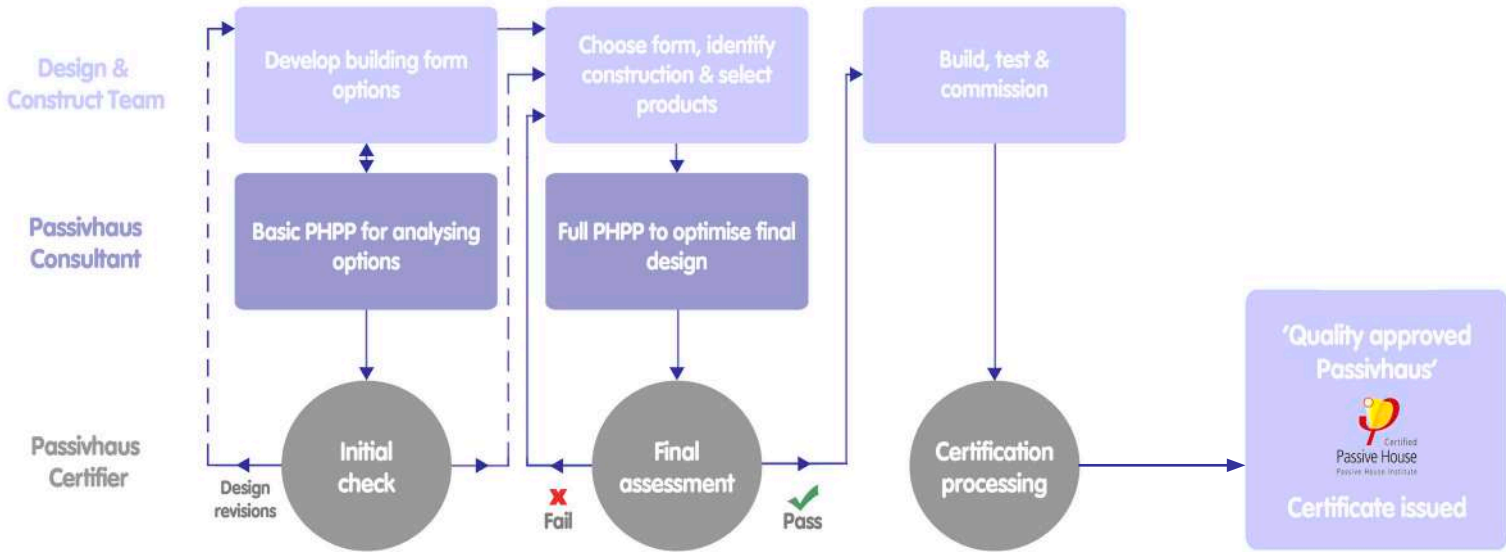 Design &
Construct Team
Develop building form
options
Choose form, identify
construction & select
products
Build, test &
commission
Passivhaus
Consultant
Basic PHPP for analysing
options
Full PHPP to optimise final
design
Passivhaus
Certifier
Initial
check
Design
revisions
Final
assessment
Fail
Pass
Certification
processing
'Quality approved
Passivhaus'
Certified
Passive House
Passive House Institute
Certificate issued